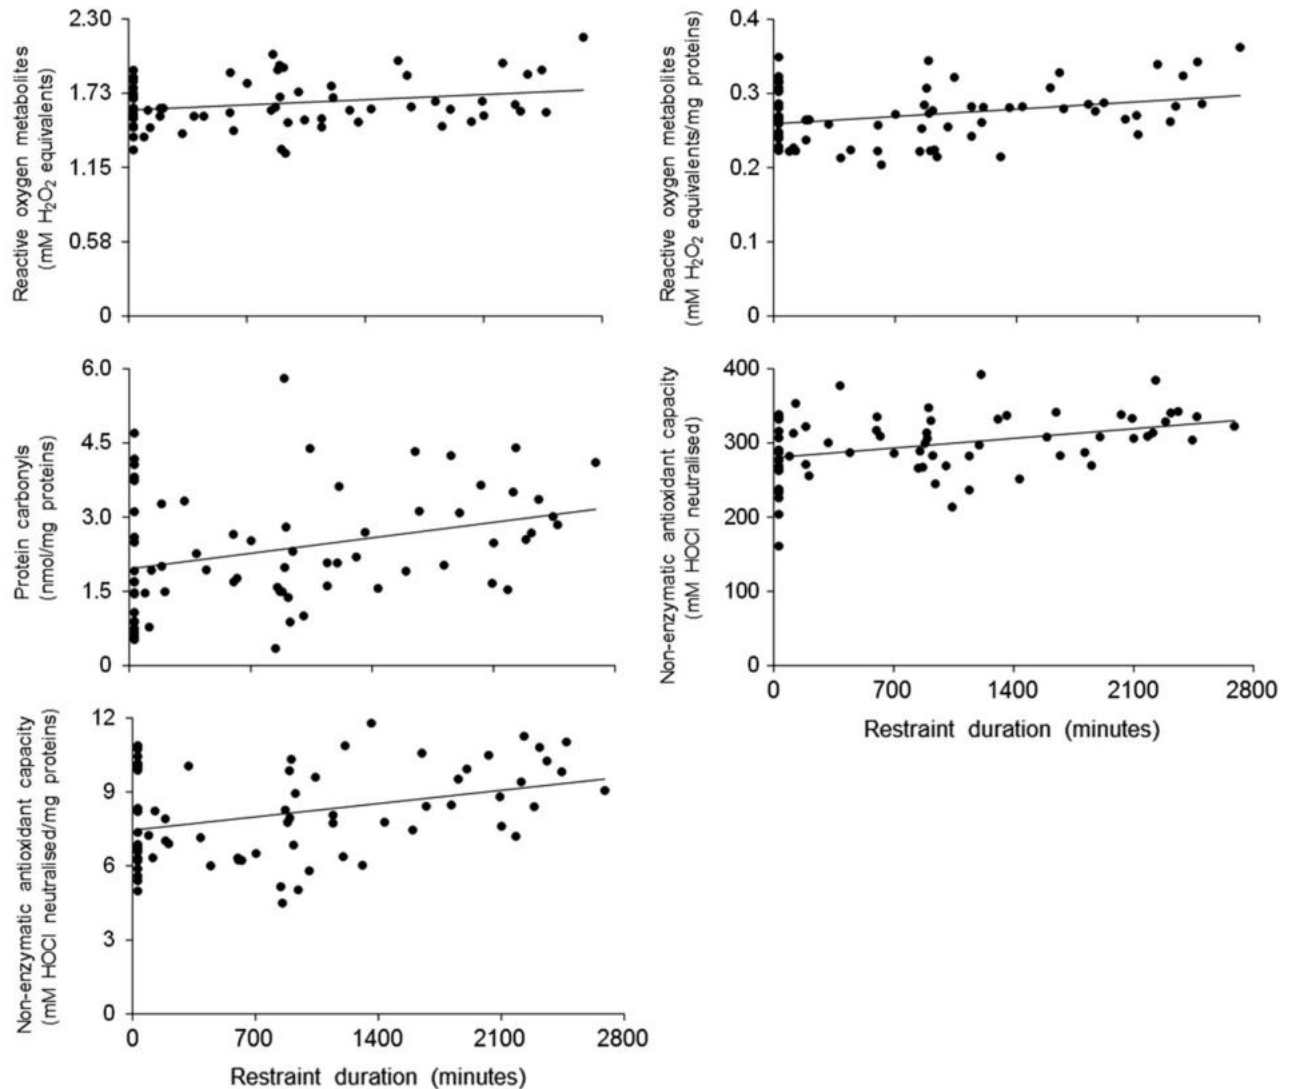 Reactive oxygen metabolites
(mM H₂O₂ equivalents)
2.30
1.73
1.15
0.58
0
Reactive oxygen metabolites
(mM H₂O₂ equivalents/mg proteins)
0.4
0.3
0.2
0.1
0
Protein carbonyls
(nmol/mg proteins)
6.0
4.5
3.0
1.5
0
Non-enzymatic antioxidant capacity
(mM HOCl neutralised)
400
300
200
100
0
0 700 1400 2100 2800
Restraint duration (minutes)
Non-enzymatic antioxidant capacity
(mM HOCl neutralised/mg proteins)
12
9
6
3
0
0 700 1400 2100 2800
Restraint duration (minutes)